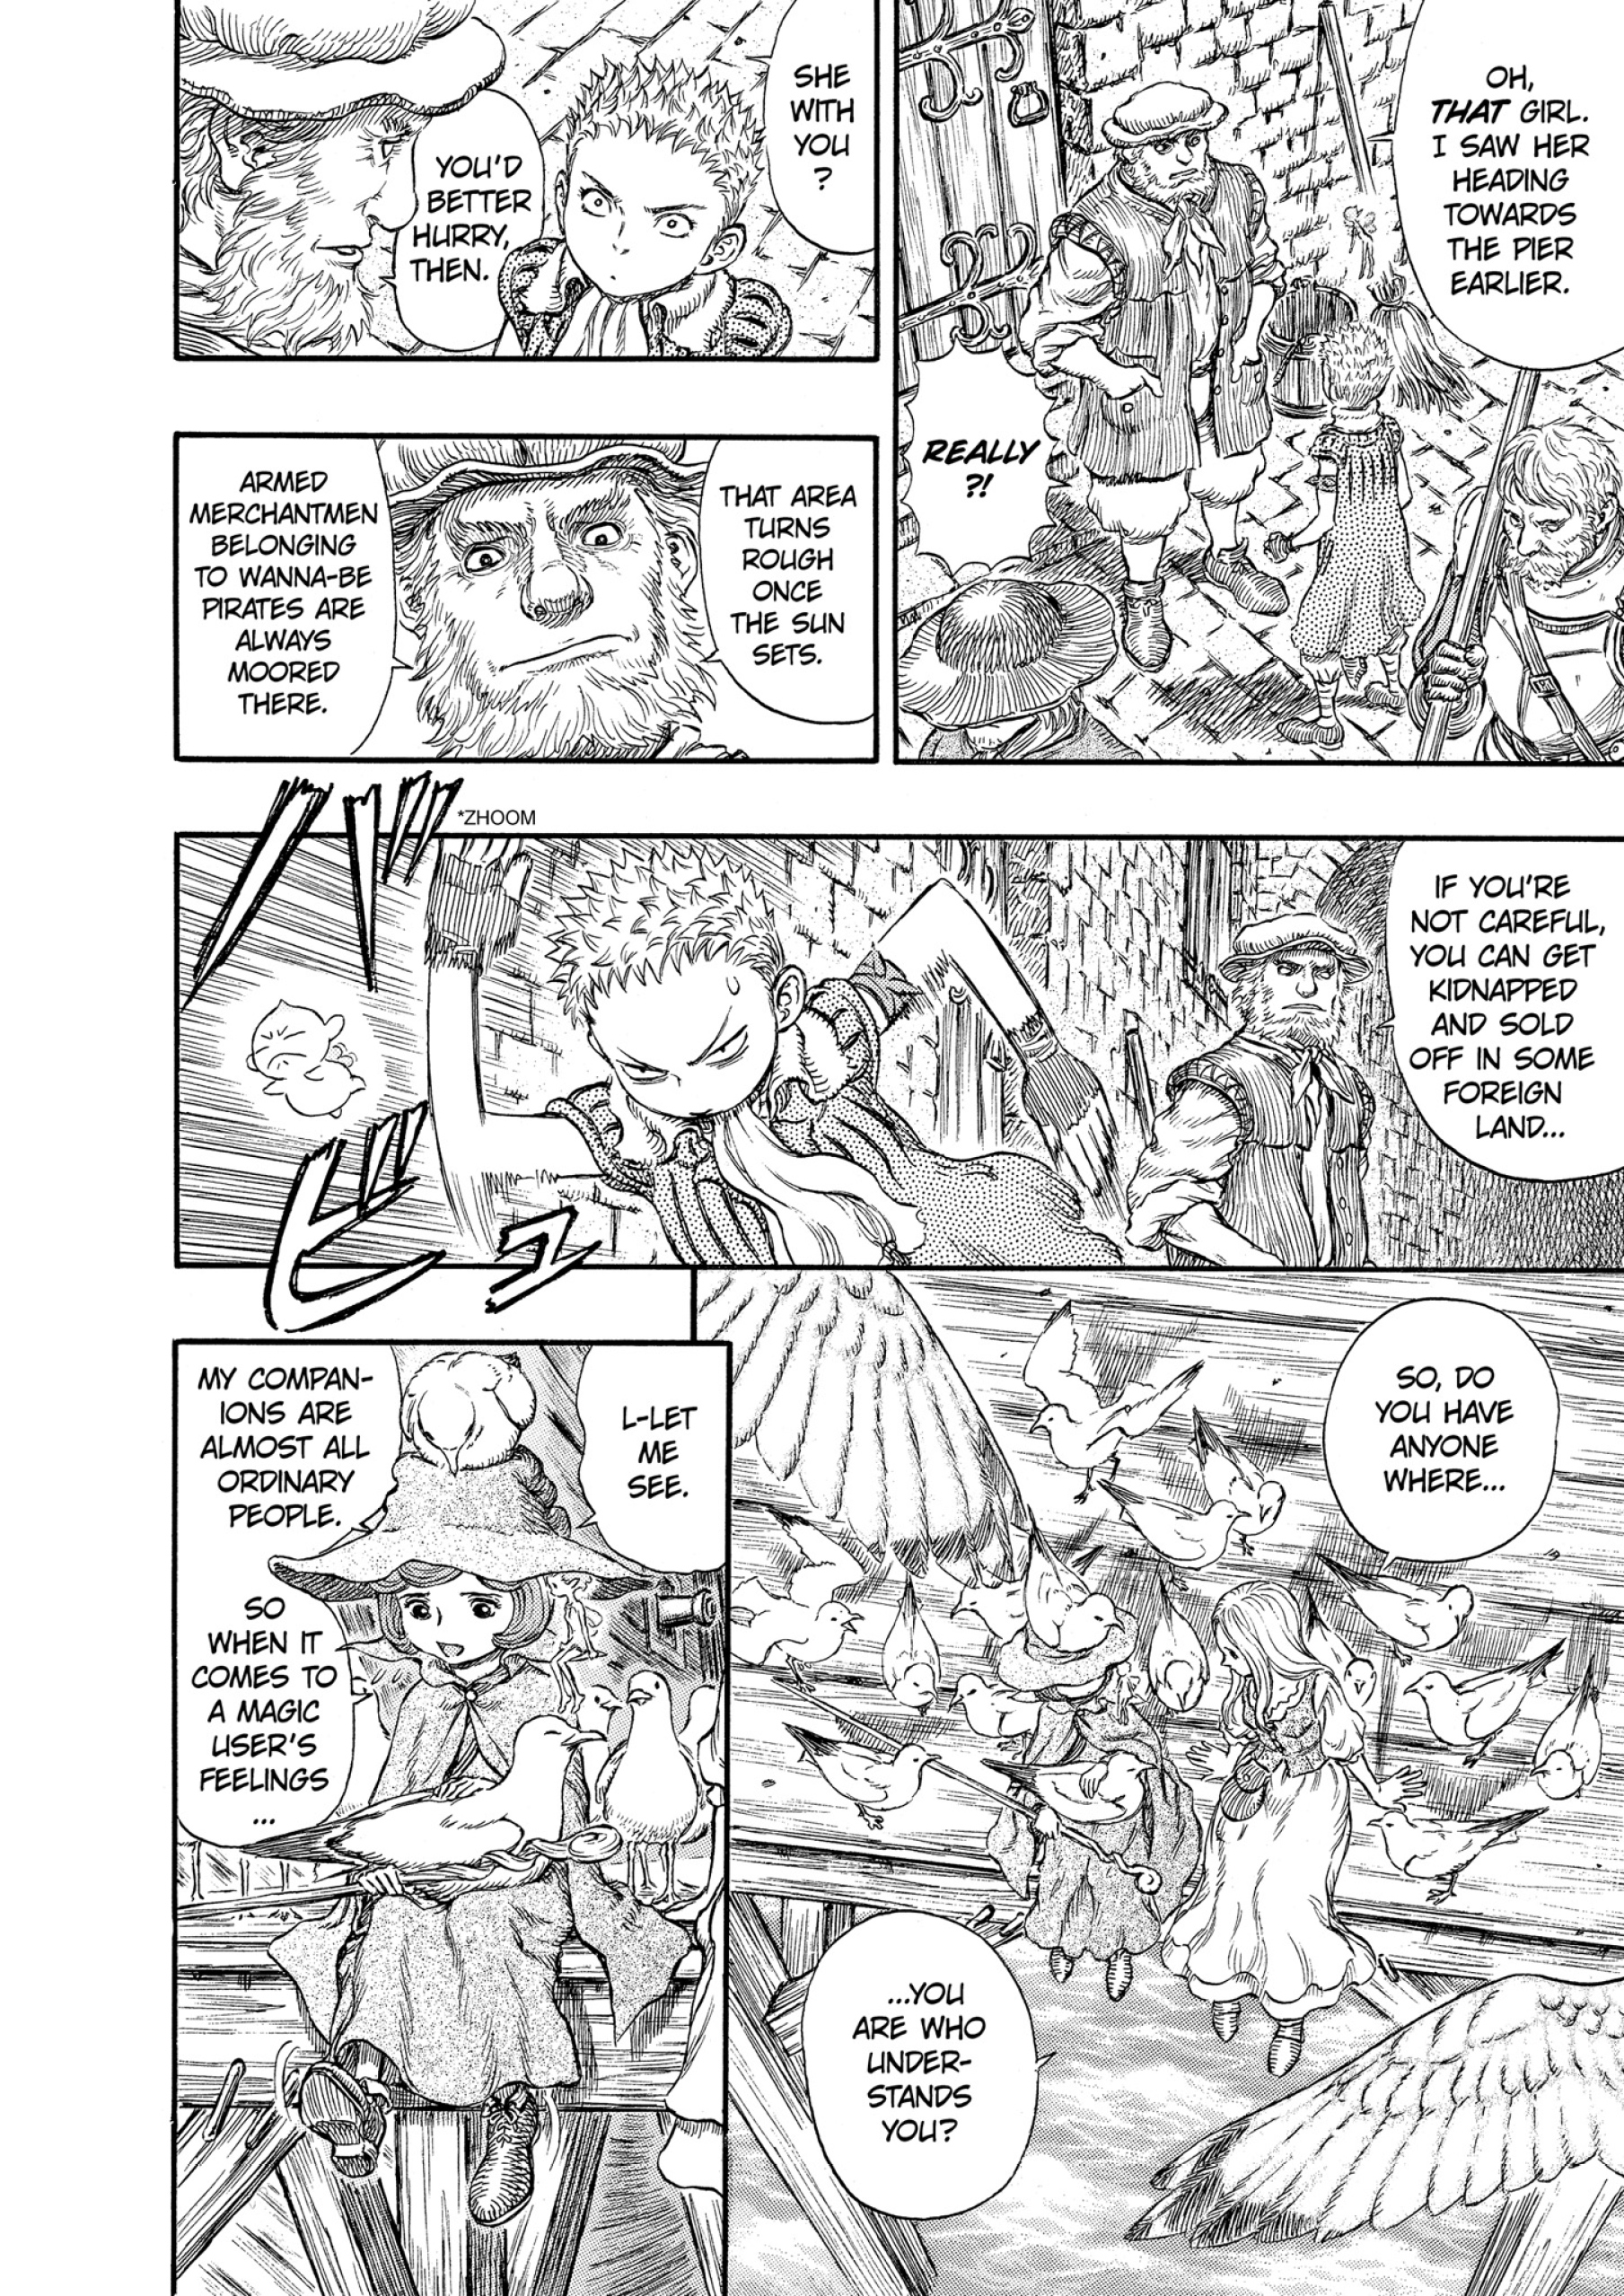 OH,
THAT GIRL.
I SAW HER
HEADING
TOWARDS
THE PIER
EARLIER.
REALLY
?!
SHE
WITH
YOU
?
YOU'D
BETTER
HURRY,
THEN.
THAT AREA
TURNS
ROUGH
ONCE
THE SUN
SETS.
ARMED
MERCHANTMEN
BELONGING
TO WANNA-BE
PIRATES ARE
ALWAYS
MOORED
THERE.
IF YOU'RE
NOT CAREFUL,
YOU CAN GET
KIDNAPPED
AND SOLD
OFF IN SOME
FOREIGN
LAND...
バッ
*ZHOOM
ビュ
SO, DO
YOU HAVE
ANYONE
WHERE...
...YOU
ARE WHO
UNDER-
STANDS
YOU?
L-LET
ME
SEE.
MY COMPAN-
IONS ARE
ALMOST ALL
ORDINARY
PEOPLE.
SO
WHEN IT
COMES TO
A MAGIC
USER'S
FEELINGS
...